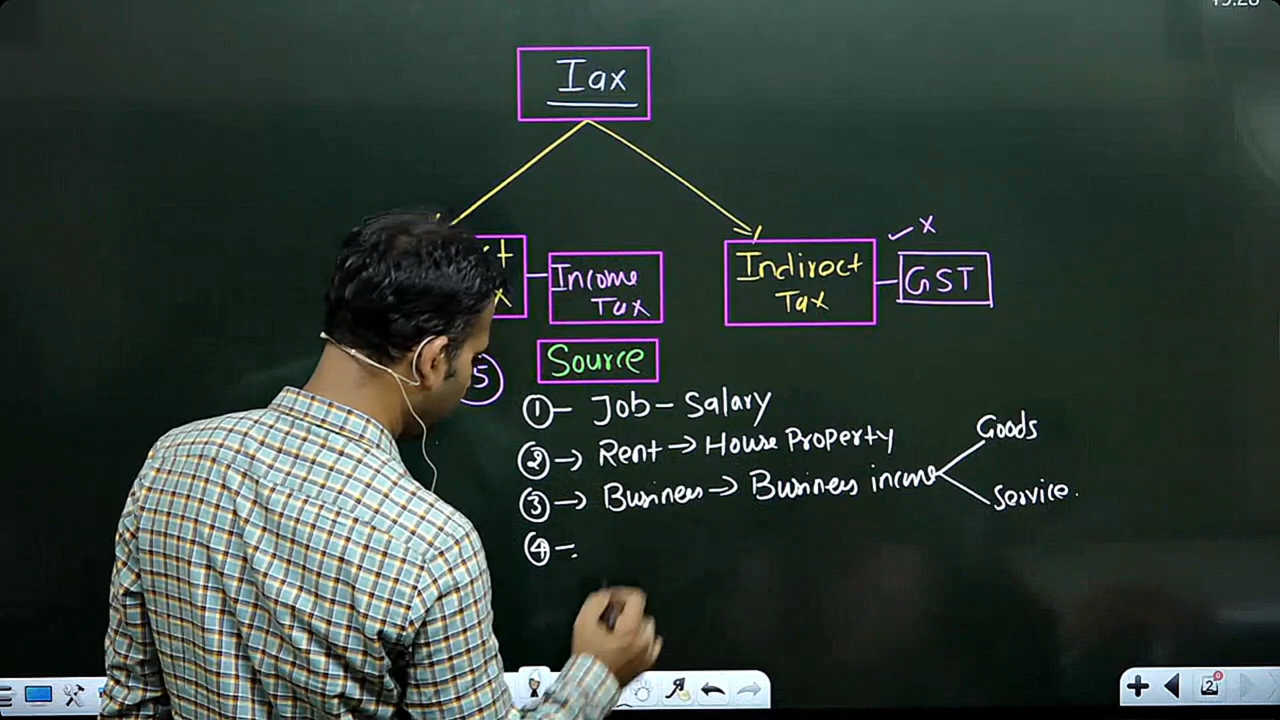 Tax
Income
Tax
Indirect
Tax
✓ x
GST
5
Source
① - Job - Salary
② → Rent → House Property
③ → Business → Business income
Goods
Service.
④ -
2